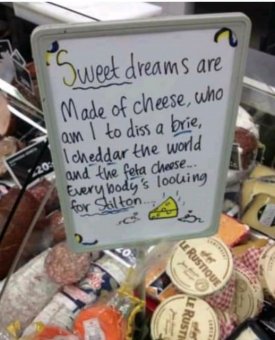 Sweet dreams are
Made of cheese, who
am I to diss a brie,
I cheddar the world
and the feta cheese...
Everybody's looking
for Stilton...
LE RUSTIQUE
LE RUSTI